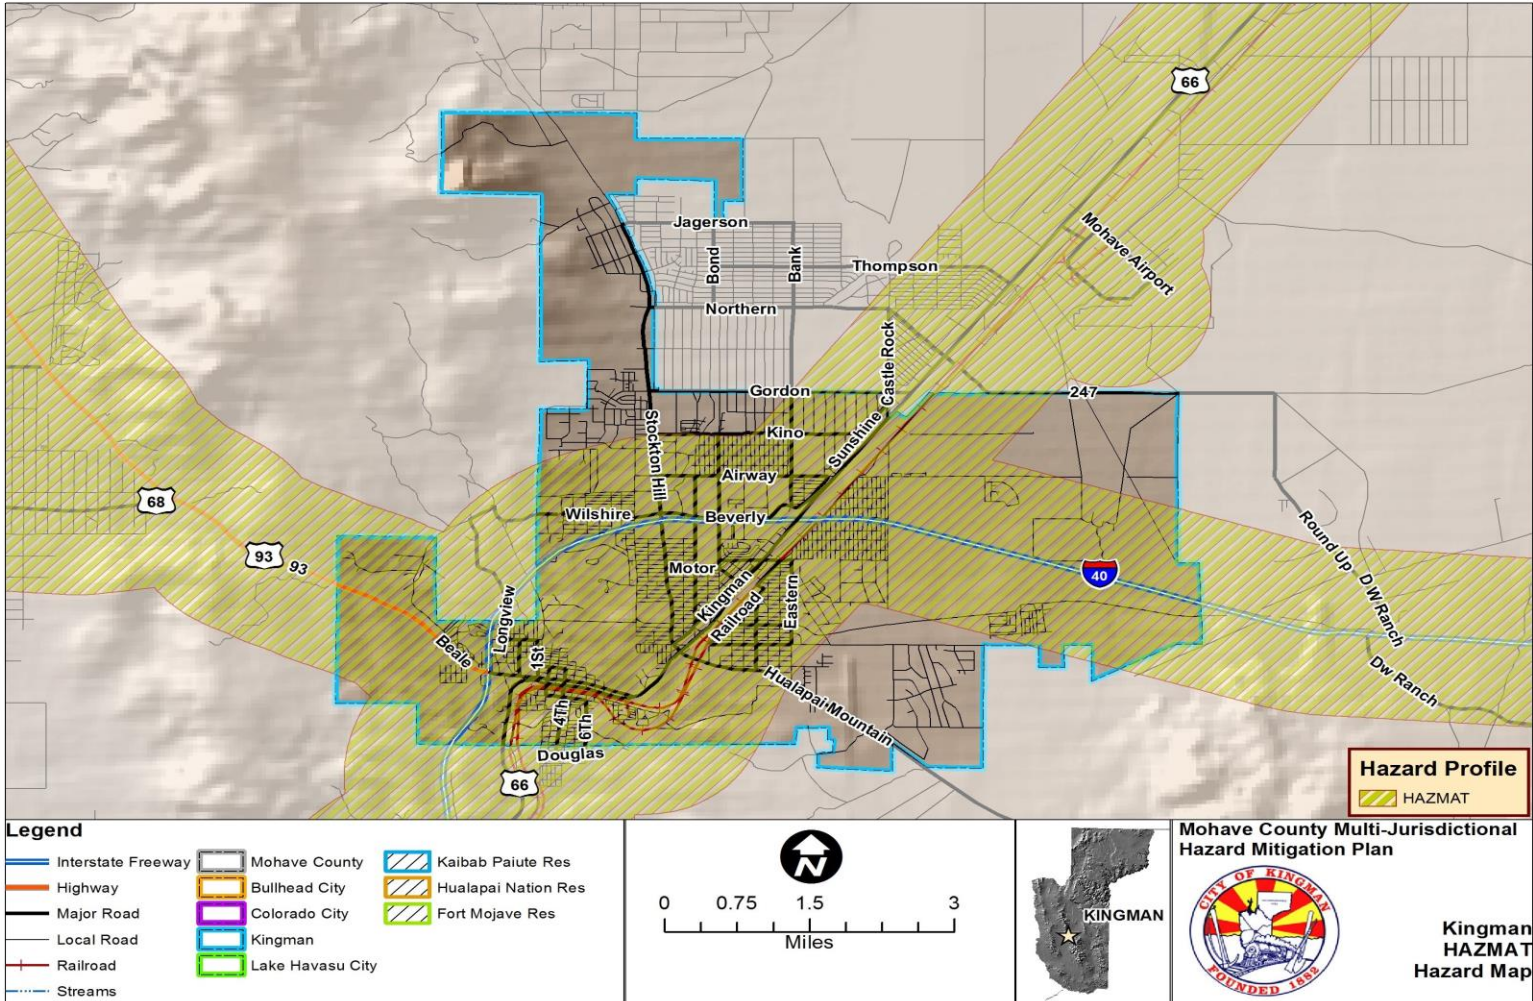 66
Jagerson
Bond
Bank
Thompson
Mohave Airport
Northern
Castle Rock
Gordon
247
Stockton Hill
Kino
Sunshine
Airway
68
Wilshire
Beverly
Round Up
93
93
Motor
40
Kingman
Railroad
Eastern
D W Ranch
Longview
Beale
1St
Dw Ranch
Hualapai Mountain
4Th
6Th
Douglas
66
Hazard Profile
HAZMAT
Legend
Interstate Freeway
Highway
Major Road
Local Road
Railroad
Streams
Mohave County
Bullhead City
Colorado City
Kingman
Lake Havasu City
Kaibab Paiute Res
Hualapai Nation Res
Fort Mojave Res
0 0.75 1.5 3
Miles
KINGMAN
Mohave County Multi-Jurisdictional
Hazard Mitigation Plan
CITY OF KINGMAN
FOUNDED 1882
Kingman
HAZMAT
Hazard Map